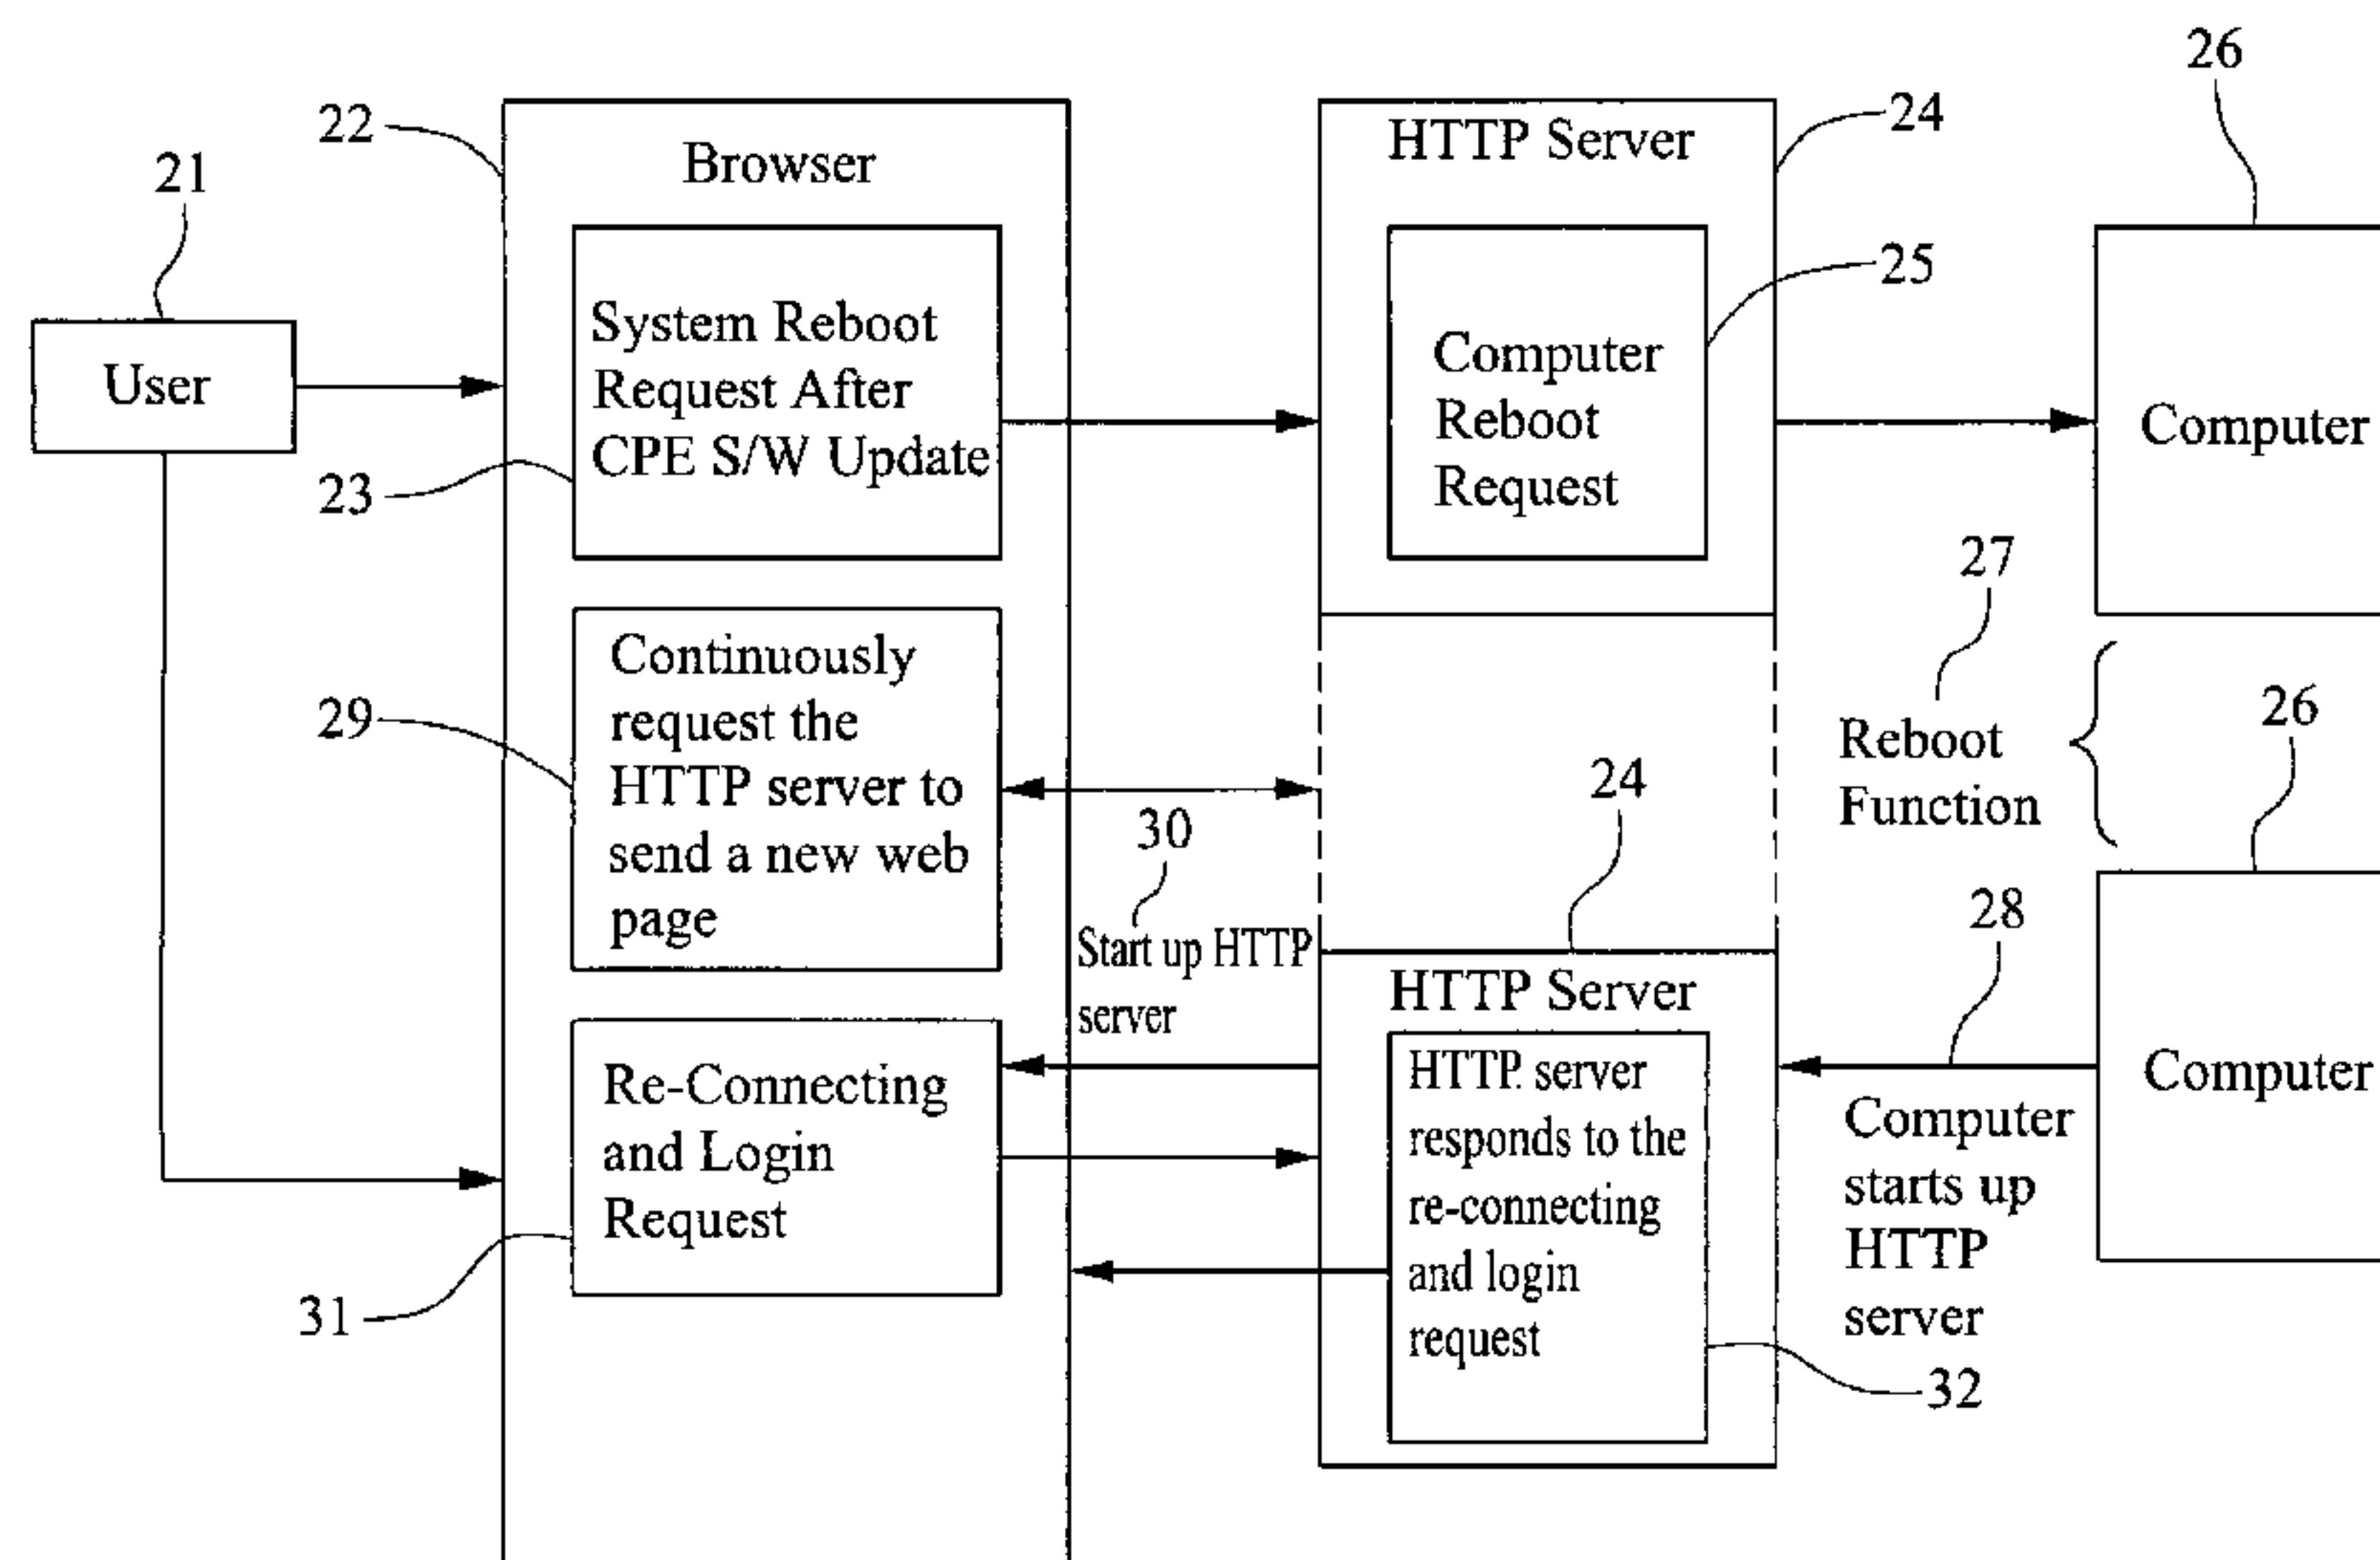 26
22
24
Browser
HTTP Server
21
25
System Reboot
Request After
CPE S/W Update
Computer
Reboot
Request
User
Computer
23
27
Continuously
request the
HTTP server to
send a new web
page
29
Reboot
Function
26
24
30
28
Start up HTTP
server
HTTP Server
Re-Connecting
and Login
Request
HTTP. server
responds to the
re-connecting
and login
request
Computer
starts up
HTTP
server
Computer
31
32